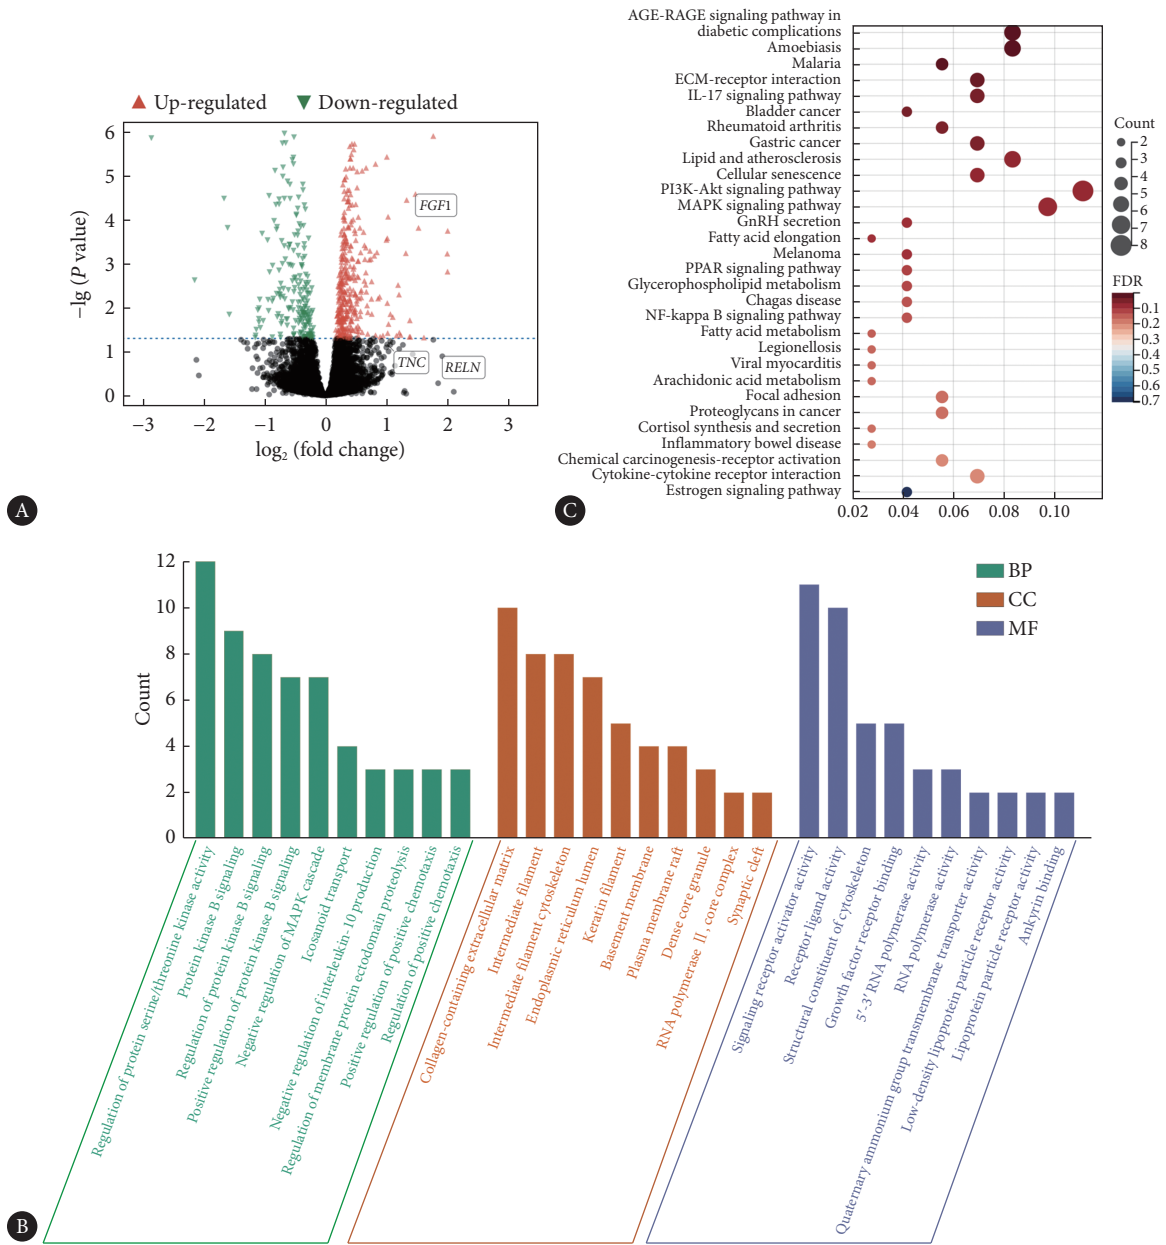 Up-regulated
Down-regulated
6
5
4
3
2
1
0
−lg (P value)
FGF1
TNC
RELN
−3
−2
−1
0
1
2
3
log₂ (fold change)
A
AGE-RAGE signaling pathway in
diabetic complications
Amoebiasis
Malaria
ECM-receptor interaction
IL-17 signaling pathway
Bladder cancer
Rheumatoid arthritis
Gastric cancer
Lipid and atherosclerosis
Cellular senescence
PI3K-Akt signaling pathway
MAPK signaling pathway
GnRH secretion
Fatty acid elongation
Melanoma
PPAR signaling pathway
Glycerophospholipid metabolism
Chagas disease
NF-kappa B signaling pathway
Fatty acid metabolism
Legionellosis
Viral myocarditis
Arachidonic acid metabolism
Focal adhesion
Proteoglycans in cancer
Cortisol synthesis and secretion
Inflammatory bowel disease
Chemical carcinogenesis-receptor activation
Cytokine-cytokine receptor interaction
Estrogen signaling pathway
0.02
0.04
0.06
0.08
0.10
Count
2
3
4
5
6
7
8
FDR
0.1
0.2
0.3
0.4
0.5
0.6
0.7
C
12
10
8
6
4
2
0
Count
BP
CC
MF
Regulation of protein serine/threonine kinase activity
Protein kinase B signaling
Regulation of protein kinase B signaling
Positive regulation of protein kinase B signaling
Negative regulation of MAPK cascade
Icosanoid transport
Negative regulation of interleukin-10 production
Regulation of membrane protein ectodomain proteolysis
Positive regulation of positive chemotaxis
Regulation of positive chemotaxis
Collagen-containing extracellular matrix
Intermediate filament
Intermediate filament cytoskeleton
Endoplasmic reticulum lumen
Keratin filament
Basement membrane
Plasma membrane raft
Dense core granule
RNA polymerase II, core complex
Synaptic cleft
Signaling receptor activator activity
Receptor ligand activity
Structural constituent of cytoskeleton
Growth factor receptor binding
5'-3' RNA polymerase activity
RNA polymerase activity
Quaternary ammonium group transmembrane transporter activity
Low-density lipoprotein particle receptor activity
Lipoprotein particle receptor activity
Ankyrin binding
B